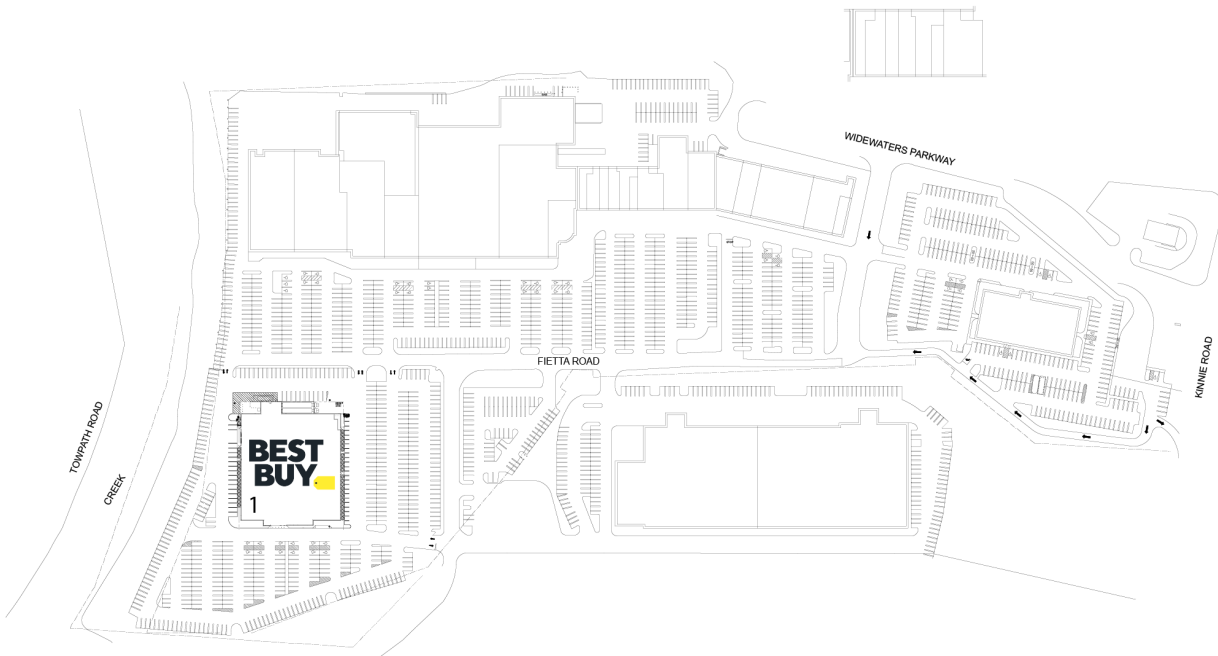 WIDEWATERS PARKWAY
KINNIE ROAD
FIETTA ROAD
TOWPATH ROAD
CREEK
BEST
BUY
1